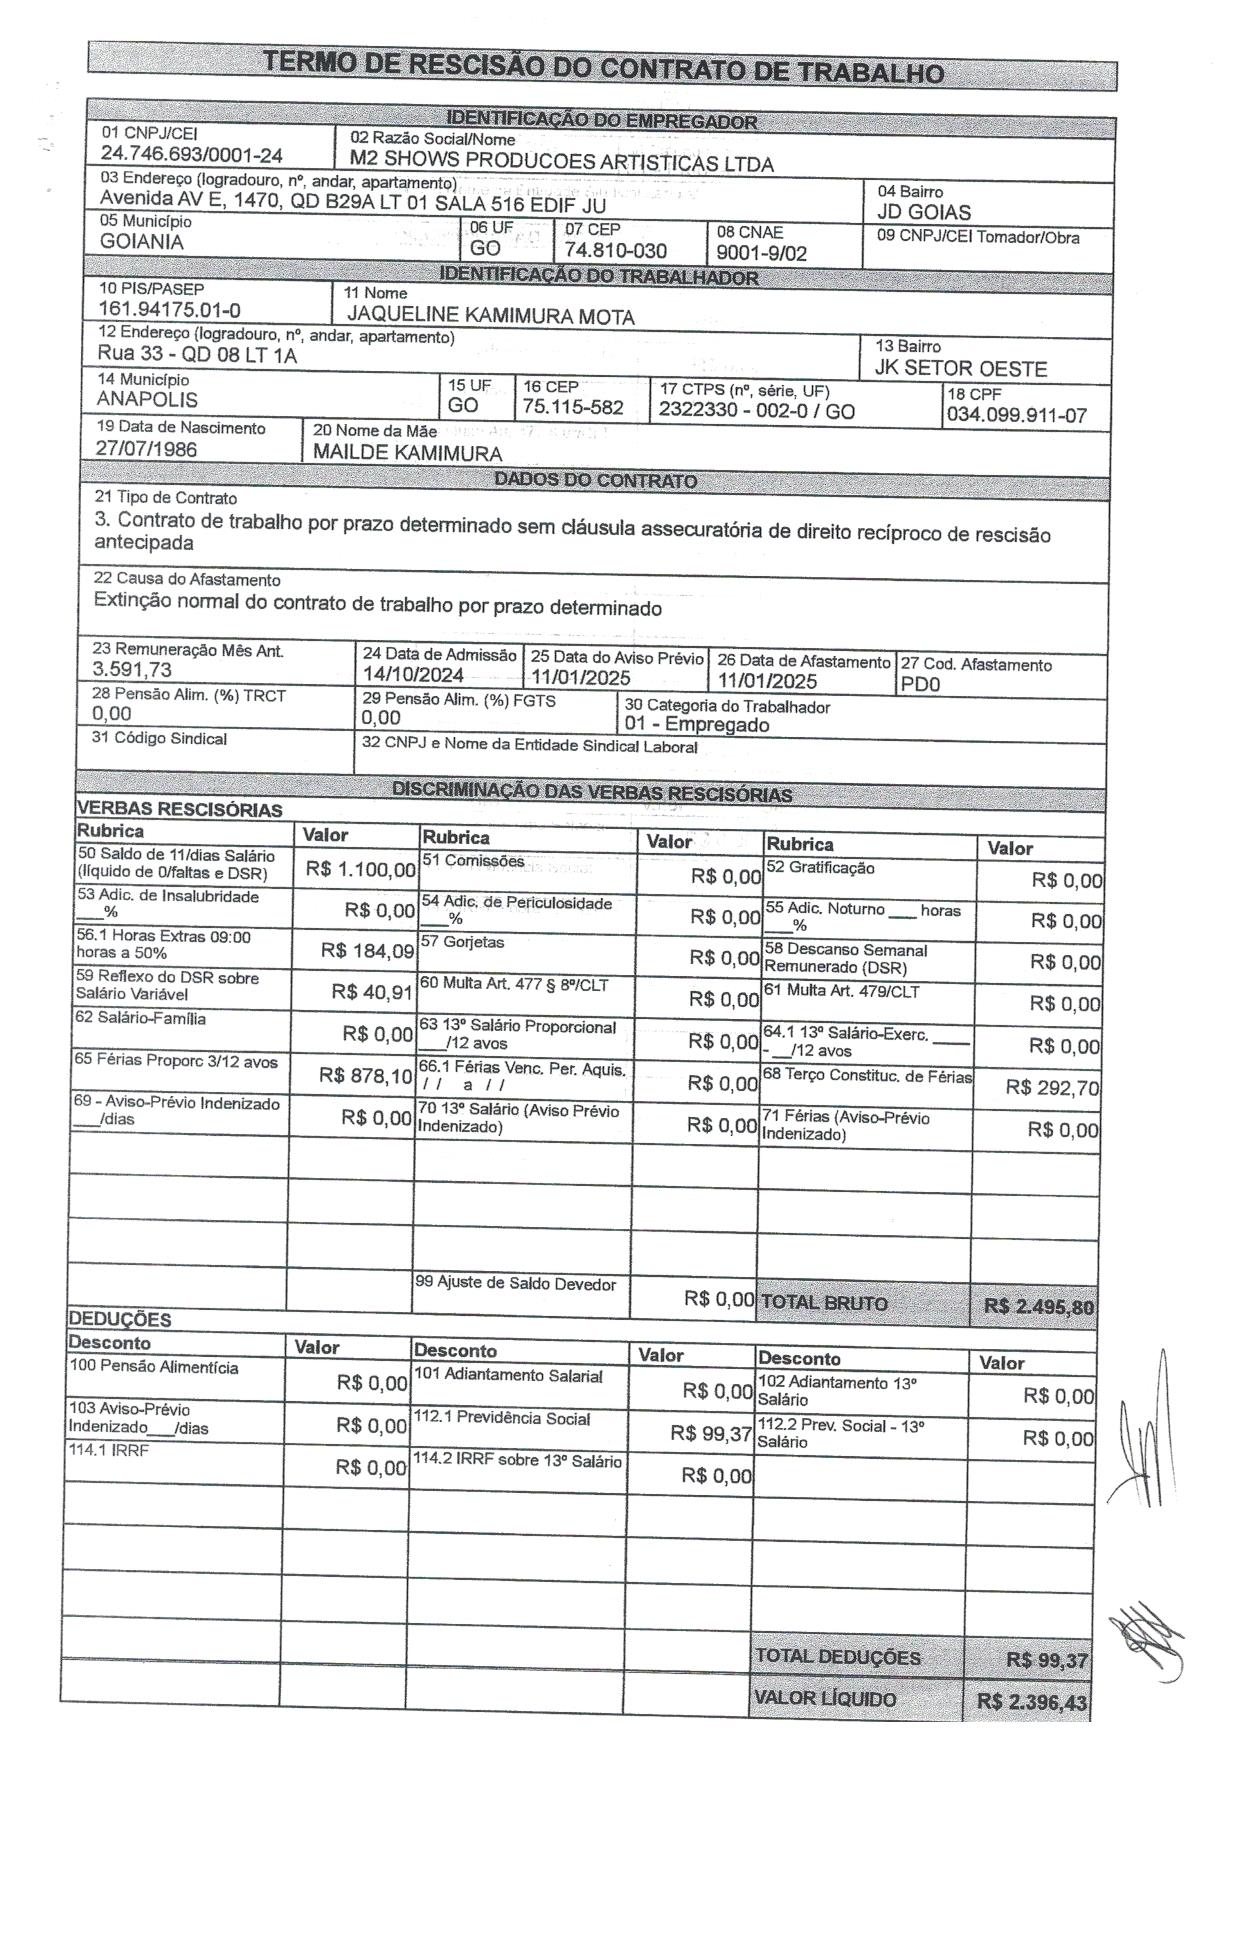 TERMO DE RESCISÃO DO CONTRATO DE TRABALHO
IDENTIFICAÇÃO DO EMPREGADOR
01 CNPJ/CEI
24.746.693/0001-24
02 Razão Social/Nome
M2 SHOWS PRODUCOES ARTISTICAS LTDA
03 Endereço (logradouro, nº, andar, apartamento)
Avenida AV E, 1470, QD B29A LT 01 SALA 516 EDIF JU
04 Bairro
JD GOIAS
05 Município
GOIANIA
06 UF
GO
07 CEP
74.810-030
08 CNAE
9001-9/02
09 CNPJ/CEI Tomador/Obra
IDENTIFICAÇÃO DO TRABALHADOR
10 PIS/PASEP
161.94175.01-0
11 Nome
JAQUELINE KAMIMURA MOTA
12 Endereço (logradouro, nº, andar, apartamento)
Rua 33 - QD 08 LT 1A
13 Bairro
JK SETOR OESTE
14 Município
ANAPOLIS
15 UF
GO
16 CEP
75.115-582
17 CTPS (nº, série, UF)
2322330 - 002-0 / GO
18 CPF
034.099.911-07
19 Data de Nascimento
27/07/1986
20 Nome da Mãe
MAILDE KAMIMURA
DADOS DO CONTRATO
21 Tipo de Contrato
3. Contrato de trabalho por prazo determinado sem cláusula assecuratória de direito recíproco de rescisão
antecipada
22 Causa do Afastamento
Extinção normal do contrato de trabalho por prazo determinado
23 Remuneração Mês Ant.
3.591,73
24 Data de Admissão
14/10/2024
25 Data do Aviso Prévio
11/01/2025
26 Data de Afastamento
11/01/2025
27 Cod. Afastamento
PD0
28 Pensão Alim. (%) TRCT
0,00
29 Pensão Alim. (%) FGTS
0,00
30 Categoria do Trabalhador
01 - Empregado
31 Código Sindical
32 CNPJ e Nome da Entidade Sindical Laboral
DISCRIMINAÇÃO DAS VERBAS RESCISÓRIAS
VERBAS RESCISÓRIAS
Rubrica Valor Rubrica Valor Rubrica Valor
50 Saldo de 11/dias Salário
(líquido de 0/faltas e DSR)
R$ 1.100,00
51 Comissões
R$ 0,00
52 Gratificação
R$ 0,00
53 Adic. de Insalubridade
___%
R$ 0,00
54 Adic. de Periculosidade
___%
R$ 0,00
55 Adic. Noturno ___ horas
___%
R$ 0,00
56.1 Horas Extras 09:00
horas a 50%
R$ 184,09
57 Gorjetas
R$ 0,00
58 Descanso Semanal
Remunerado (DSR)
R$ 0,00
59 Reflexo do DSR sobre
Salário Variável
R$ 40,91
60 Multa Art. 477 § 8º/CLT
R$ 0,00
61 Multa Art. 479/CLT
R$ 0,00
62 Salário-Família
R$ 0,00
63 13º Salário Proporcional
___/12 avos
R$ 0,00
64.1 13º Salário-Exerc. ____
- __/12 avos
R$ 0,00
65 Férias Proporc 3/12 avos
R$ 878,10
66.1 Férias Venc. Per. Aquis.
/ / a / /
R$ 0,00
68 Terço Constituc. de Férias
R$ 292,70
69 - Aviso-Prévio Indenizado
___/dias
R$ 0,00
70 13º Salário (Aviso Prévio
Indenizado)
R$ 0,00
71 Férias (Aviso-Prévio
Indenizado)
R$ 0,00
99 Ajuste de Saldo Devedor
R$ 0,00
TOTAL BRUTO
R$ 2.495,80
DEDUÇÕES
Desconto Valor Desconto Valor Desconto Valor
100 Pensão Alimentícia
R$ 0,00
101 Adiantamento Salarial
R$ 0,00
102 Adiantamento 13º
Salário
R$ 0,00
103 Aviso-Prévio
Indenizado___/dias
R$ 0,00
112.1 Previdência Social
R$ 99,37
112.2 Prev. Social - 13º
Salário
R$ 0,00
114.1 IRRF
R$ 0,00
114.2 IRRF sobre 13º Salário
R$ 0,00
TOTAL DEDUÇÕES
R$ 99,37
VALOR LÍQUIDO
R$ 2.396,43